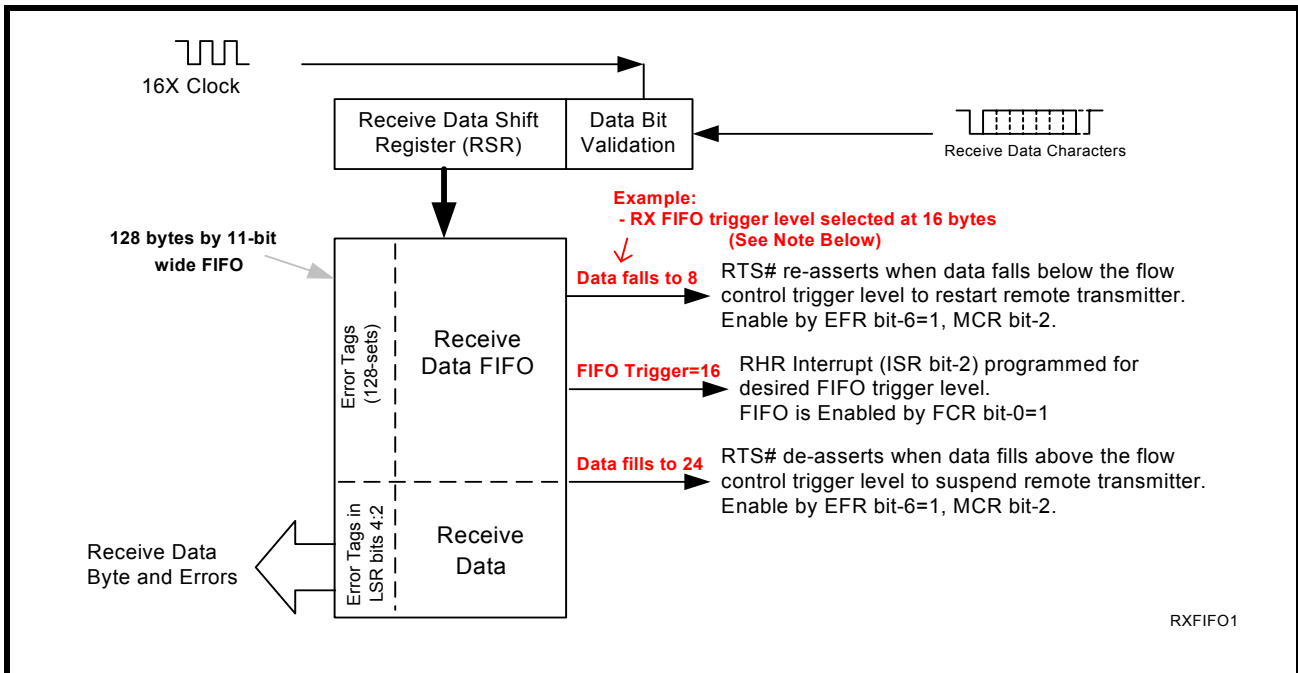 16X Clock
Receive Data Shift
Register (RSR)
Data Bit
Validation
Receive Data Characters
128 bytes by 11-bit
wide FIFO
Example:
- RX FIFO trigger level selected at 16 bytes
(See Note Below)
Error Tags
(128-sets)
Receive
Data FIFO
Data falls to 8
RTS# re-asserts when data falls below the flow
control trigger level to restart remote transmitter.
Enable by EFR bit-6=1, MCR bit-2.
FIFO Trigger=16
RHR Interrupt (ISR bit-2) programmed for
desired FIFO trigger level.
FIFO is Enabled by FCR bit-0=1
Data fills to 24
RTS# de-asserts when data fills above the flow
control trigger level to suspend remote transmitter.
Enable by EFR bit-6=1, MCR bit-2.
Receive Data
Byte and Errors
Error Tags in
LSR bits 4:2
Receive
Data
RXFIFO1